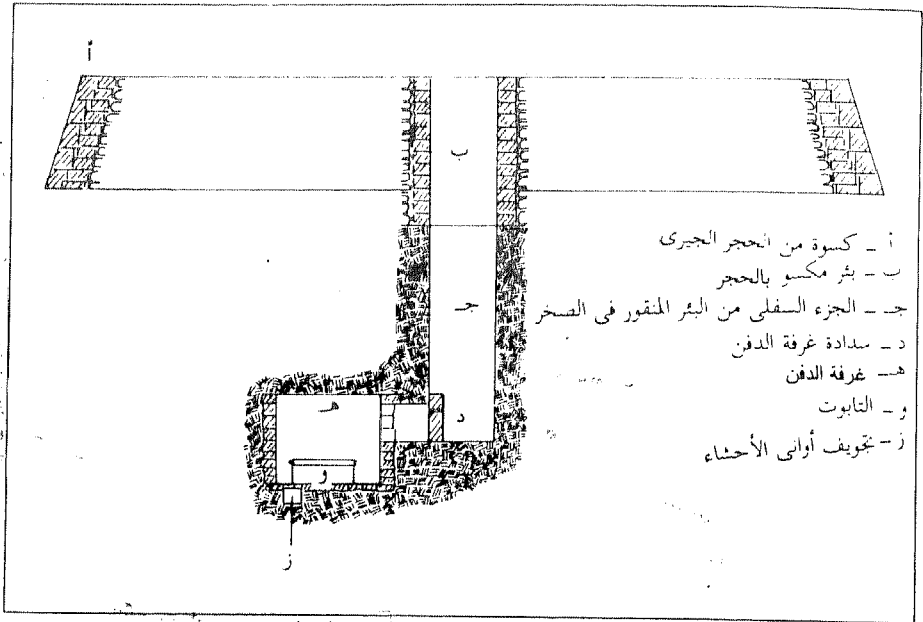 أ
ب
جـ
د
هـ
و
ز
أ – كسوة من الحجر الجيرى
ب – بئر مكسو بالحجر
جـ – الجزء السفلى من البئر المنقور فى الصخر
د – سدادة غرفة الدفن
هـ – غرفة الدفن
و – التابوت
ز – تجويف أوانى الأحشاء